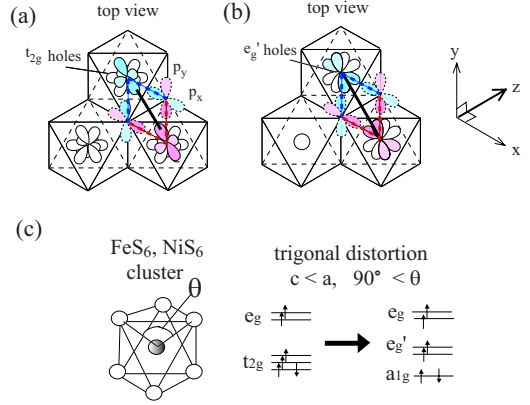 (a)
top view
t2g holes
py
px
(b)
top view
eg' holes
y
z
x
(c)
FeS6, NiS6
cluster
θ
trigonal distortion
c < a, 90° < θ
eg
t2g
eg
eg'
a1g